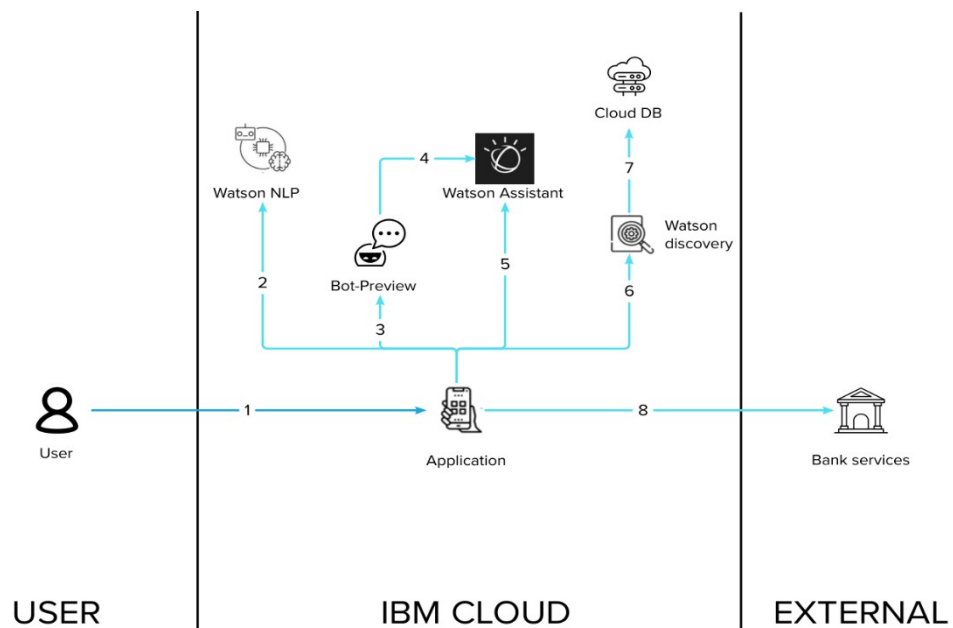 Cloud DB
4
Watson NLP
Watson Assistant
7
Watson
discovery
2
Bot-Preview
5
6
3
1
8
User
Application
Bank services
USER
IBM CLOUD
EXTERNAL